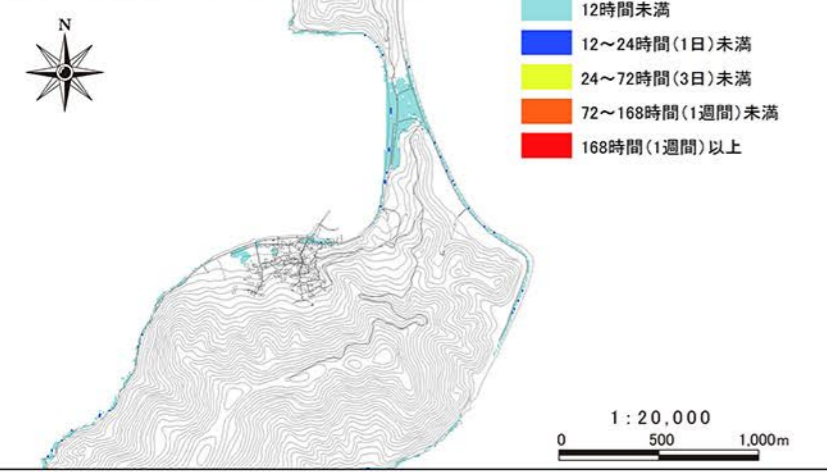 N
12時間未満
12～24時間(1日)未満
24～72時間(3日)未満
72～168時間(1週間)未満
168時間(1週間)以上
1:20,000
0 500 1,000m